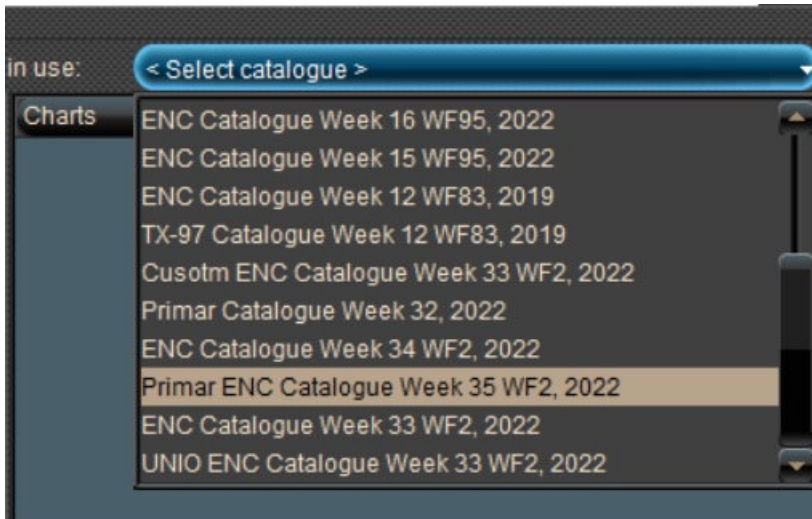 in use:
< Select catalogue >
Charts
ENC Catalogue Week 16 WF95, 2022
ENC Catalogue Week 15 WF95, 2022
ENC Catalogue Week 12 WF83, 2019
TX-97 Catalogue Week 12 WF83, 2019
Cusotm ENC Catalogue Week 33 WF2, 2022
Primar Catalogue Week 32, 2022
ENC Catalogue Week 34 WF2, 2022
Primar ENC Catalogue Week 35 WF2, 2022
ENC Catalogue Week 33 WF2, 2022
UNIO ENC Catalogue Week 33 WF2, 2022